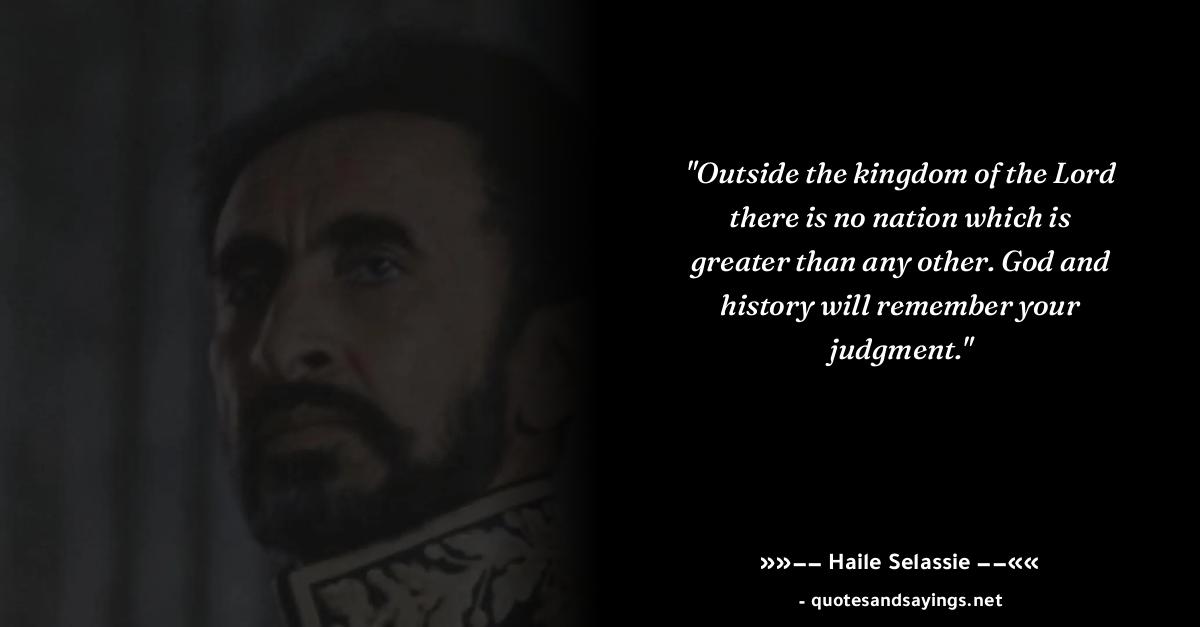 "Outside the kingdom of the Lord
there is no nation which is
greater than any other. God and
history will remember your
judgment."
»»−− Haile Selassie −−««
- quotesandsayings.net